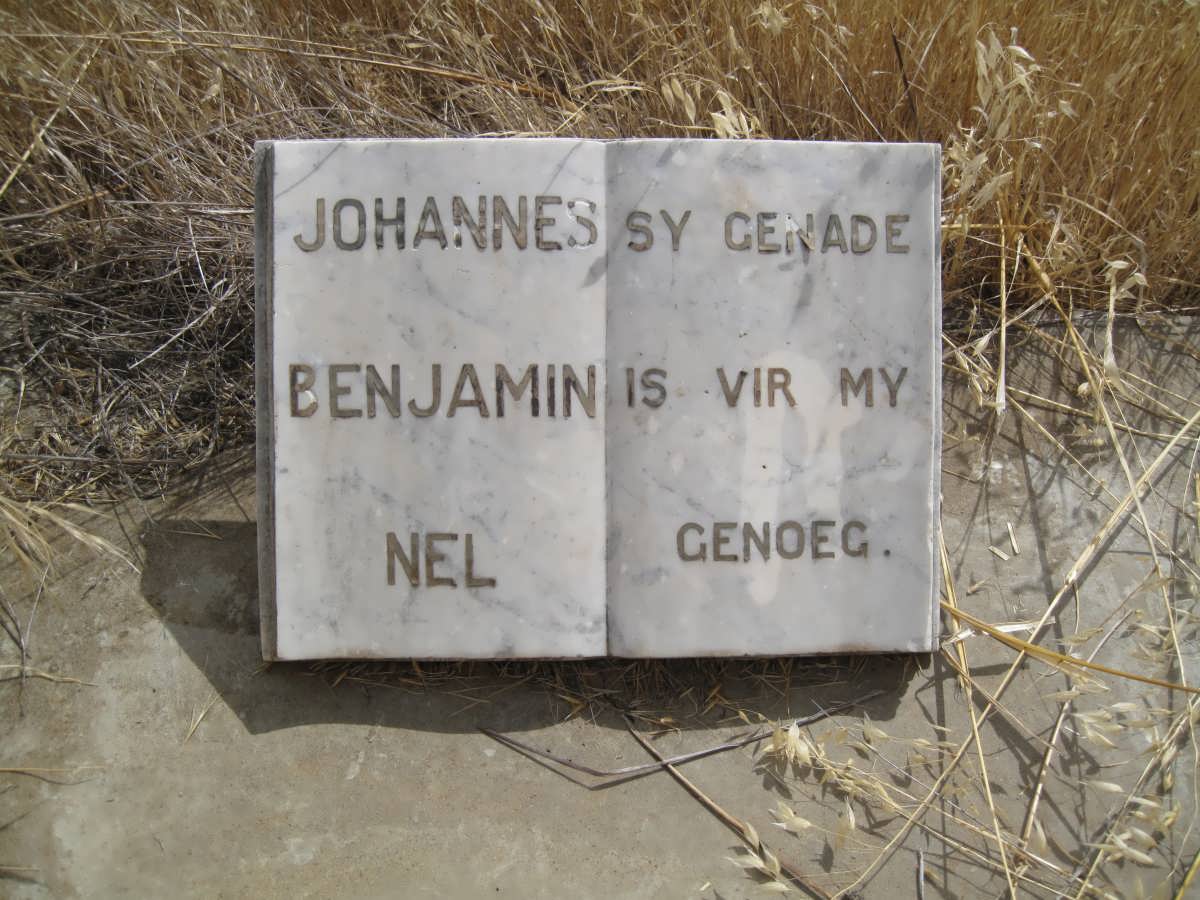 JOHANNES
BENJAMIN
NEL
SY GENADE
IS VIR MY
GENOEG.